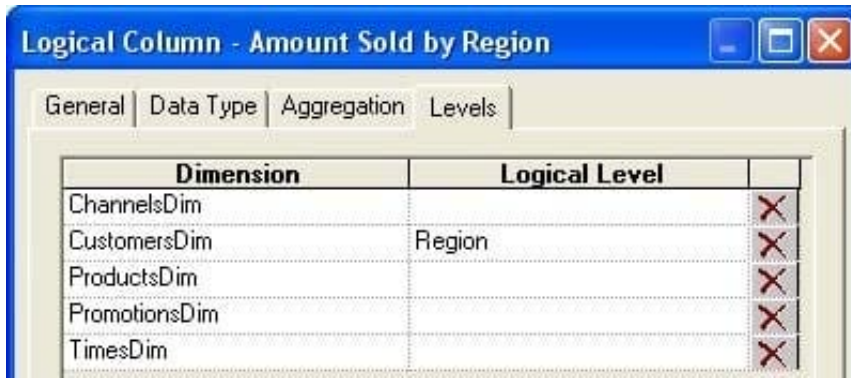 Logical Column - Amount Sold by Region
General Data Type Aggregation Levels
Dimension Logical Level
ChannelsDim
CustomersDim Region
ProductsDim
PromotionsDim
TimesDim